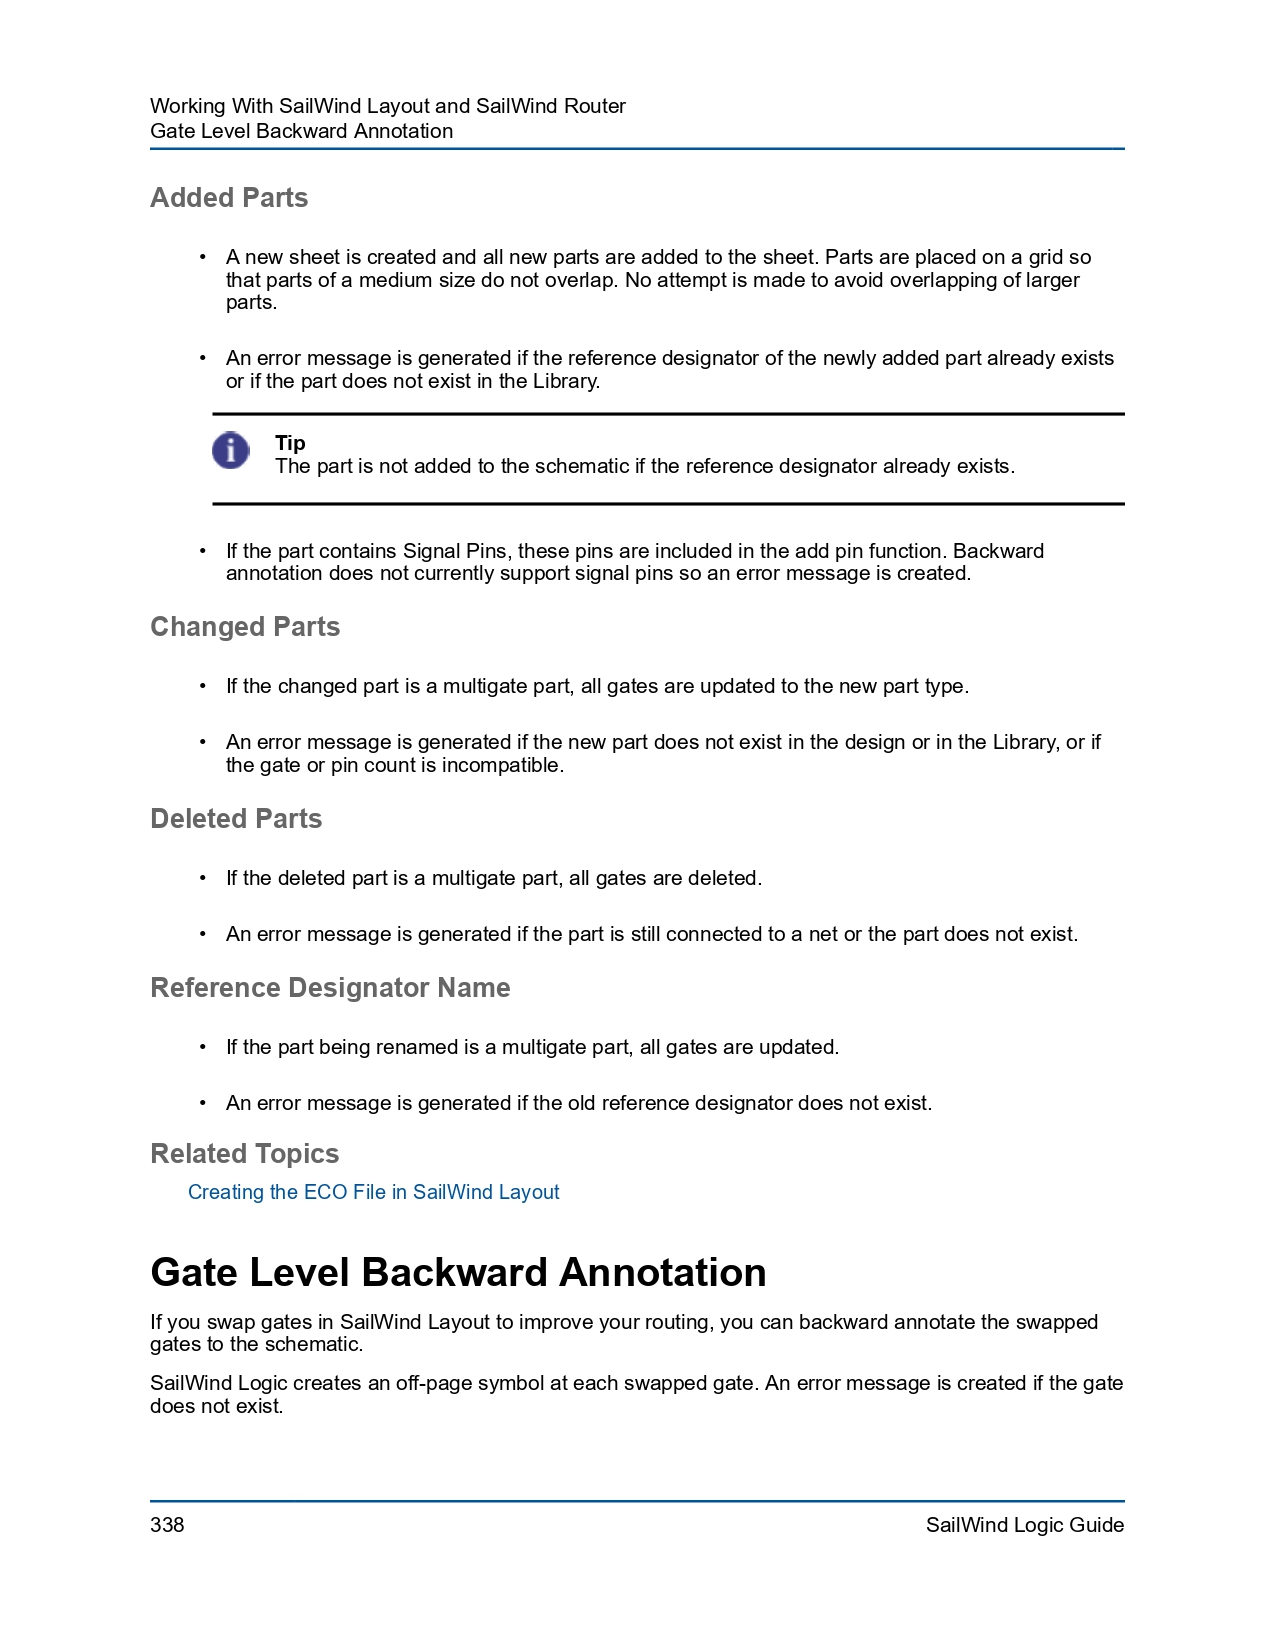 Working With SailWind Layout and SailWind Router
Gate Level Backward Annotation
Added Parts
• A new sheet is created and all new parts are added to the sheet. Parts are placed on a grid so
that parts of a medium size do not overlap. No attempt is made to avoid overlapping of larger
parts.
• An error message is generated if the reference designator of the newly added part already exists
or if the part does not exist in the Library.
Tip
The part is not added to the schematic if the reference designator already exists.
• If the part contains Signal Pins, these pins are included in the add pin function. Backward
annotation does not currently support signal pins so an error message is created.
Changed Parts
• If the changed part is a multigate part, all gates are updated to the new part type.
• An error message is generated if the new part does not exist in the design or in the Library, or if
the gate or pin count is incompatible.
Deleted Parts
• If the deleted part is a multigate part, all gates are deleted.
• An error message is generated if the part is still connected to a net or the part does not exist.
Reference Designator Name
• If the part being renamed is a multigate part, all gates are updated.
• An error message is generated if the old reference designator does not exist.
Related Topics
Creating the ECO File in SailWind Layout
Gate Level Backward Annotation
If you swap gates in SailWind Layout to improve your routing, you can backward annotate the swapped
gates to the schematic.
SailWind Logic creates an off-page symbol at each swapped gate. An error message is created if the gate
does not exist.
338 SailWind Logic Guide